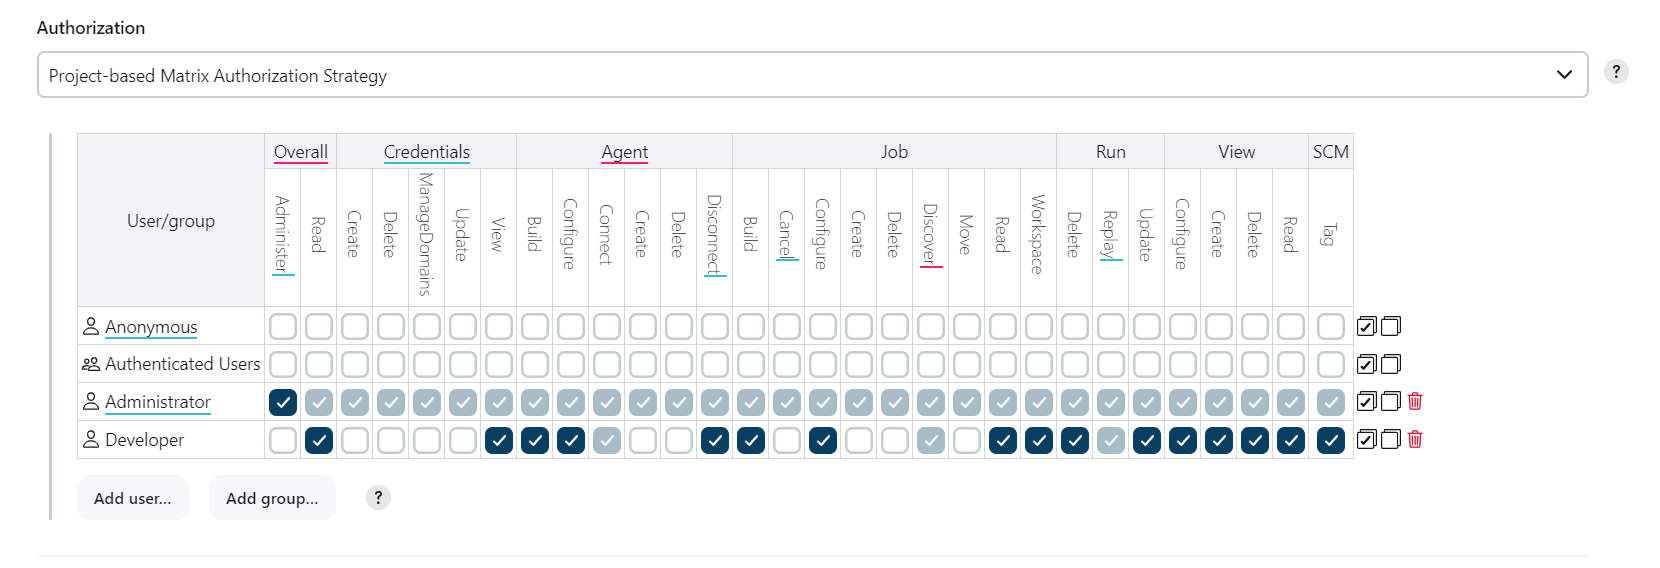 Authorization
Project-based Matrix Authorization Strategy
?
User/group
Overall
Credentials
Agent
Job
Run
View
SCM
Administer
Read
Create
Delete
ManageDomains
Update
View
Build
Configure
Connect
Create
Delete
Disconnect
Build
Cancel
Configure
Create
Delete
Discover
Move
Read
Workspace
Delete
Replay
Update
Configure
Create
Delete
Read
Tag
Anonymous
Authenticated Users
Administrator
Developer
Add user...
Add group...
?